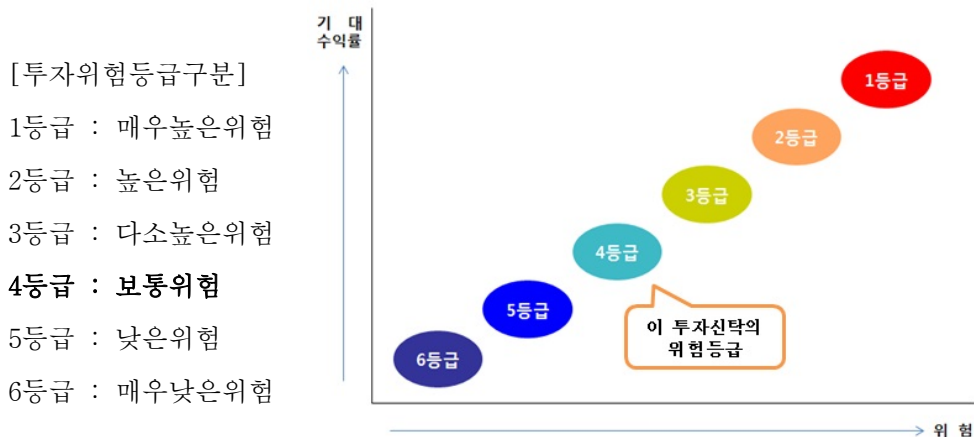 [투자위험등급구분]
1등급 : 매우높은위험
2등급 : 높은위험
3등급 : 다소높은위험
4등급 : 보통위험
5등급 : 낮은위험
6등급 : 매우낮은위험
기 대
수익률
1등급
2등급
3등급
4등급
5등급
6등급
이 투자신탁의
위험등급
위 험